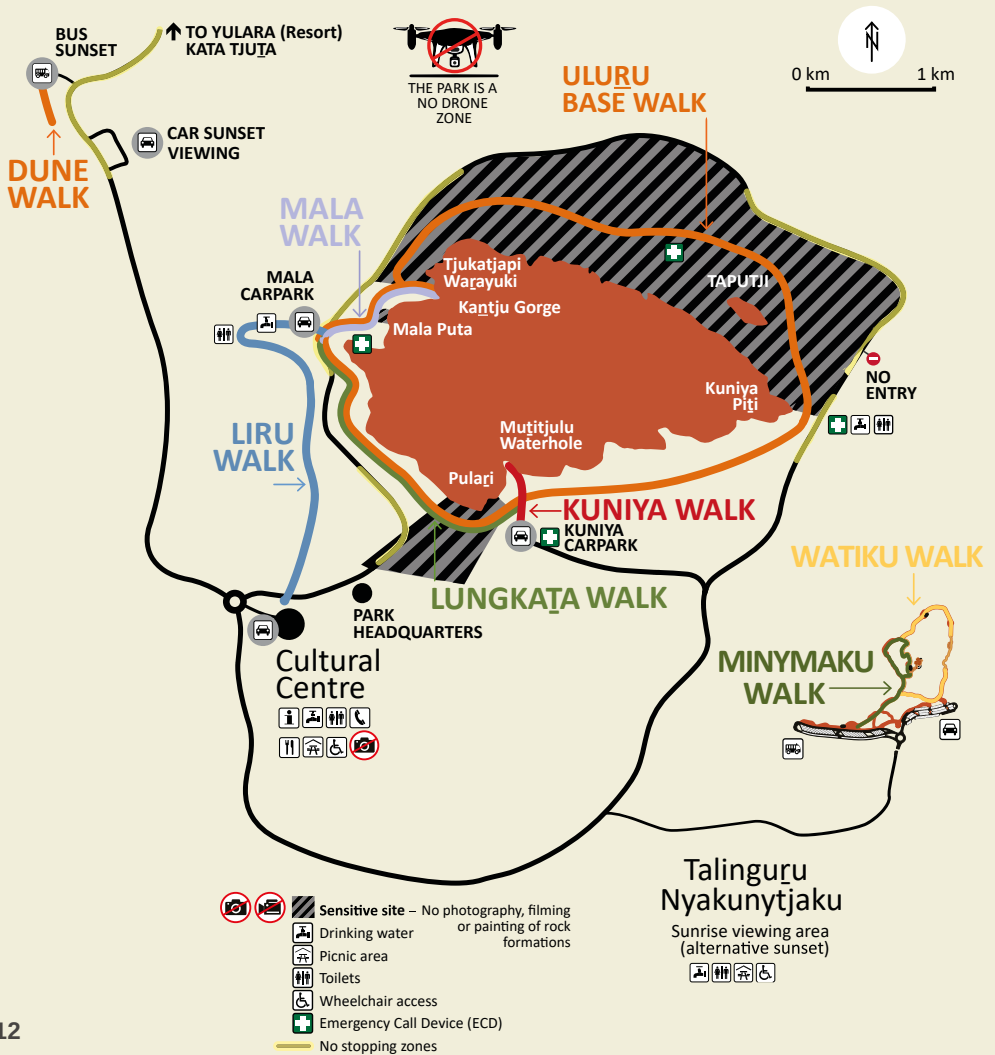 BUS
SUNSET
TO YULARA (Resort)
KATA TJUṮA
THE PARK IS A
NO DRONE
ZONE
N
0 km
1 km
ULUṞU
BASE WALK
CAR SUNSET
VIEWING
DUNE
WALK
MALA
WALK
MALA
CARPARK
Tjukatjapi
Waṟayuki
Kaṉtju Gorge
Mala Puta
TAPUTJI
NO
ENTRY
Kuniya
Piṯi
LIRU
WALK
Muṯitjulu
Waterhole
Pulaṟi
KUNIYA WALK
KUNIYA
CARPARK
WATIKU WALK
LUNGKAṮA WALK
PARK
HEADQUARTERS
MINYMAKU
WALK
Cultural
Centre
i
Talinguṟu
Nyakunytjaku
Sunrise viewing area
(alternative sunset)
Sensitive site – No photography, filming
or painting of rock
formations
Drinking water
Picnic area
Toilets
Wheelchair access
Emergency Call Device (ECD)
No stopping zones
12